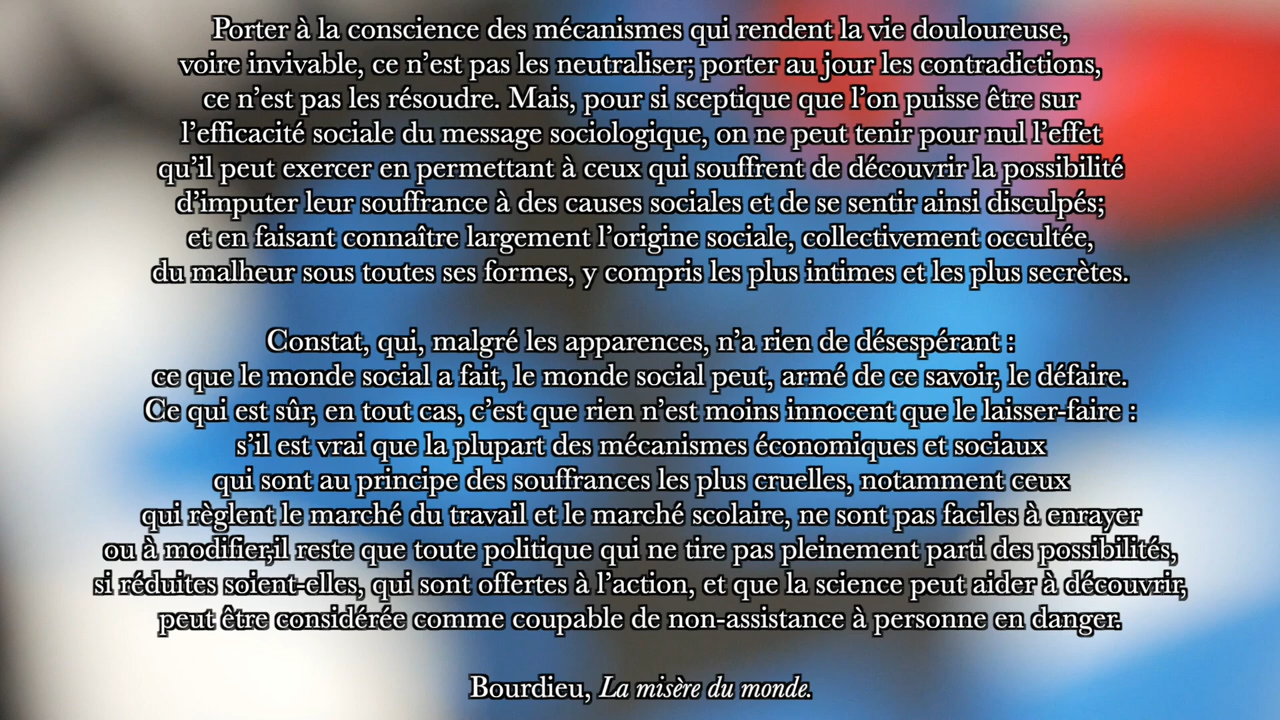 Porter à la conscience des mécanismes qui rendent la vie douloureuse,
voire invivable, ce n’est pas les neutraliser; porter au jour les contradictions,
ce n’est pas les résoudre. Mais, pour si sceptique que l’on puisse être sur
l’efficacité sociale du message sociologique, on ne peut tenir pour nul l’effet
qu’il peut exercer en permettant à ceux qui souffrent de découvrir la possibilité
d’imputer leur souffrance à des causes sociales et de se sentir ainsi disculpés;
et en faisant connaître largement l’origine sociale, collectivement occultée,
du malheur sous toutes ses formes, y compris les plus intimes et les plus secrètes.
Constat, qui, malgré les apparences, n’a rien de désespérant :
ce que le monde social a fait, le monde social peut, armé de ce savoir, le défaire.
Ce qui est sûr, en tout cas, c’est que rien n’est moins innocent que le laisser-faire :
s’il est vrai que la plupart des mécanismes économiques et sociaux
qui sont au principe des souffrances les plus cruelles, notamment ceux
qui règlent le marché du travail et le marché scolaire, ne sont pas faciles à enrayer
ou à modifier,il reste que toute politique qui ne tire pas pleinement parti des possibilités,
si réduites soient-elles, qui sont offertes à l’action, et que la science peut aider à découvrir,
peut être considérée comme coupable de non-assistance à personne en danger.
Bourdieu, La misère du monde.